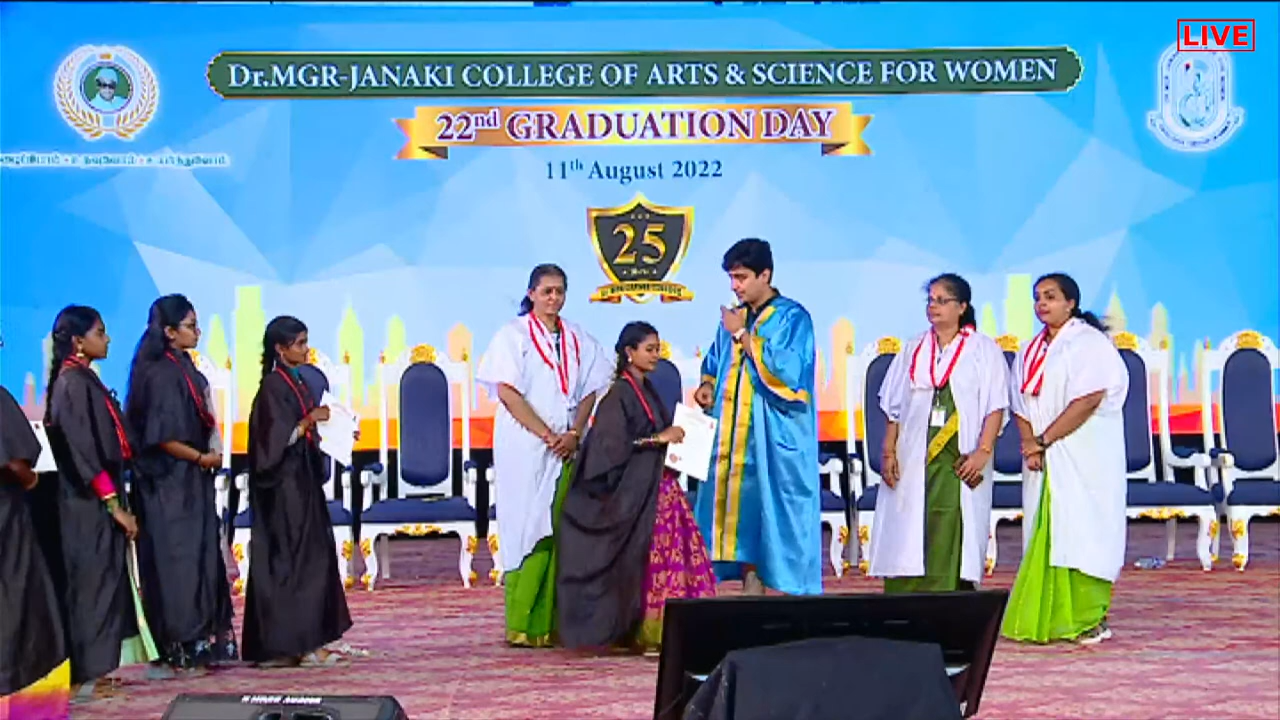 LIVE
Dr.MGR-JANAKI COLLEGE OF ARTS & SCIENCE FOR WOMEN
22nd GRADUATION DAY
11th August 2022
25